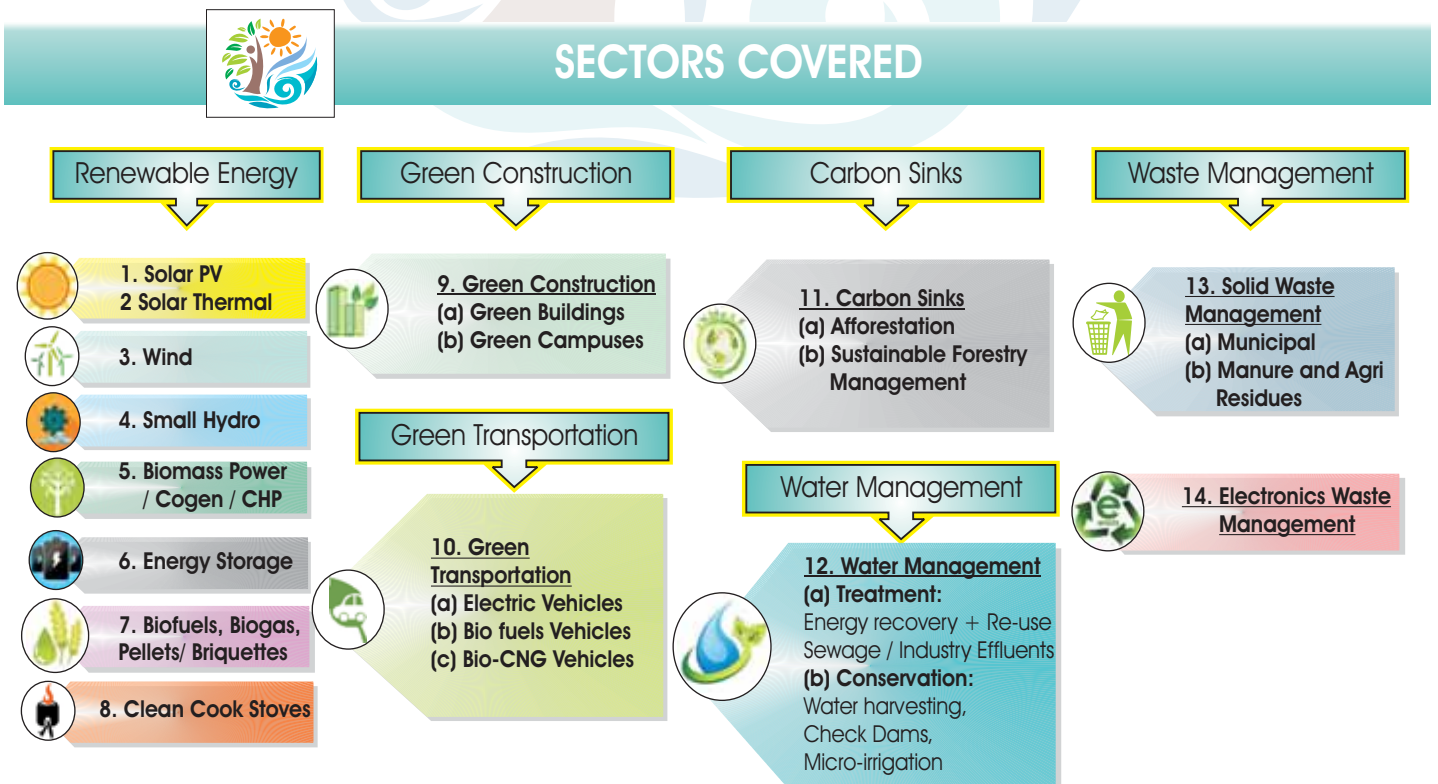 SECTORS COVERED
Renewable Energy
1. Solar PV
2 Solar Thermal
3. Wind
4. Small Hydro
5. Biomass Power
/ Cogen / CHP
6. Energy Storage
7. Biofuels, Biogas,
Pellets/ Briquettes
8. Clean Cook Stoves
Green Construction
9. Green Construction
(a) Green Buildings
(b) Green Campuses
Green Transportation
10. Green
Transportation
(a) Electric Vehicles
(b) Bio fuels Vehicles
(c) Bio-CNG Vehicles
Carbon Sinks
11. Carbon Sinks
(a) Afforestation
(b) Sustainable Forestry
Management
Water Management
12. Water Management
(a) Treatment:
Energy recovery + Re-use
Sewage / Industry Effluents
(b) Conservation:
Water harvesting,
Check Dams,
Micro-irrigation
Waste Management
13. Solid Waste
Management
(a) Municipal
(b) Manure and Agri
Residues
e
14. Electronics Waste
Management